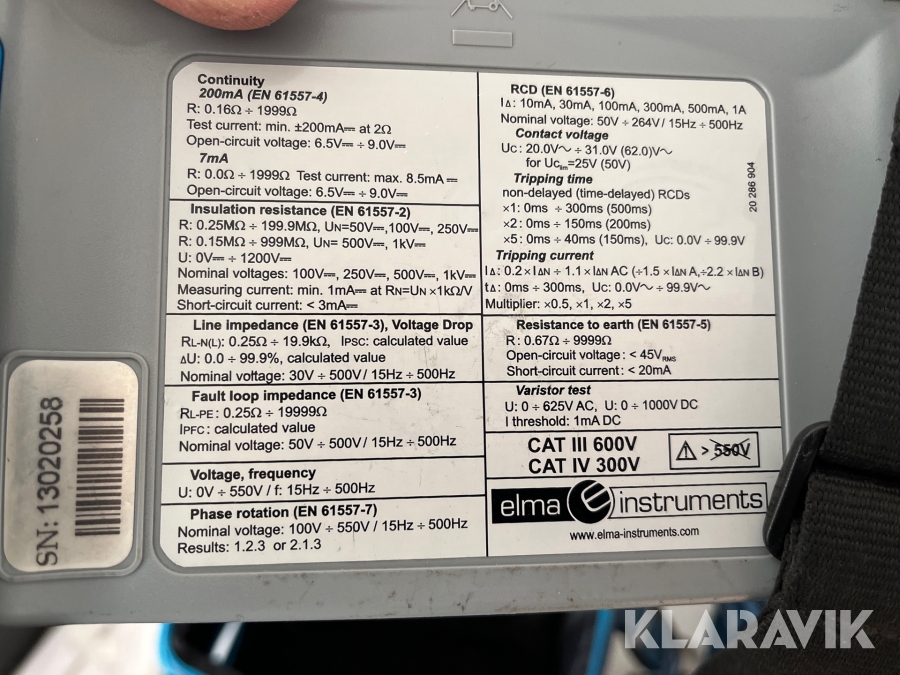 Continuity
200mA (EN 61557-4)
R: 0.16Ω ÷ 1999Ω
Test current: min. ±200mA⎓ at 2Ω
Open-circuit voltage: 6.5V⎓ ÷ 9.0V⎓
7mA
R: 0.0Ω ÷ 1999Ω Test current: max. 8.5mA⎓
Open-circuit voltage: 6.5V⎓ ÷ 9.0V⎓
Insulation resistance (EN 61557-2)
R: 0.25MΩ ÷ 199.9MΩ, UN=50V⎓,100V⎓, 250V⎓
R: 0.15MΩ ÷ 999MΩ, UN= 500V⎓, 1kV⎓
U: 0V⎓ ÷ 1200V⎓
Nominal voltages: 100V⎓, 250V⎓, 500V⎓, 1kV⎓
Measuring current: min. 1mA⎓ at RN=UN ×1kΩ/V
Short-circuit current: < 3mA⎓
Line impedance (EN 61557-3), Voltage Drop
RL-N(L): 0.25Ω ÷ 19.9kΩ, IPSC: calculated value
ΔU: 0.0 ÷ 99.9%, calculated value
Nominal voltage: 30V ÷ 500V / 15Hz ÷ 500Hz
Fault loop impedance (EN 61557-3)
RL-PE: 0.25Ω ÷ 19999Ω
IPFC: calculated value
Nominal voltage: 50V ÷ 500V / 15Hz ÷ 500Hz
Voltage, frequency
U: 0V ÷ 550V / f: 15Hz ÷ 500Hz
Phase rotation (EN 61557-7)
Nominal voltage: 100V ÷ 550V / 15Hz ÷ 500Hz
Results: 1.2.3 or 2.1.3
RCD (EN 61557-6)
IΔ: 10mA, 30mA, 100mA, 300mA, 500mA, 1A
Nominal voltage: 50V ÷ 264V / 15Hz ÷ 500Hz
Contact voltage
Uc: 20.0V∿ ÷ 31.0V (62.0)V∿
for Uclim=25V (50V)
Tripping time
non-delayed (time-delayed) RCDs
×1: 0ms ÷ 300ms (500ms)
×2: 0ms ÷ 150ms (200ms)
×5: 0ms ÷ 40ms (150ms), Uc: 0.0V ÷ 99.9V
Tripping current
IΔ: 0.2×IΔN ÷ 1.1×IΔN AC (÷1.5 ×IΔN A,÷2.2 ×IΔN B)
tΔ: 0ms ÷ 300ms, Uc: 0.0V∿ ÷ 99.9V∿
Multiplier: ×0.5, ×1, ×2, ×5
Resistance to earth (EN 61557-5)
R: 0.67Ω ÷ 9999Ω
Open-circuit voltage: < 45VRMS
Short-circuit current: < 20mA
Varistor test
U: 0 ÷ 625V AC, U: 0 ÷ 1000V DC
I threshold: 1mA DC
CAT III 600V
CAT IV 300V
> 550V
elma instruments
www.elma-instruments.com
20 286 904
SN: 13020258
KLARAVIK